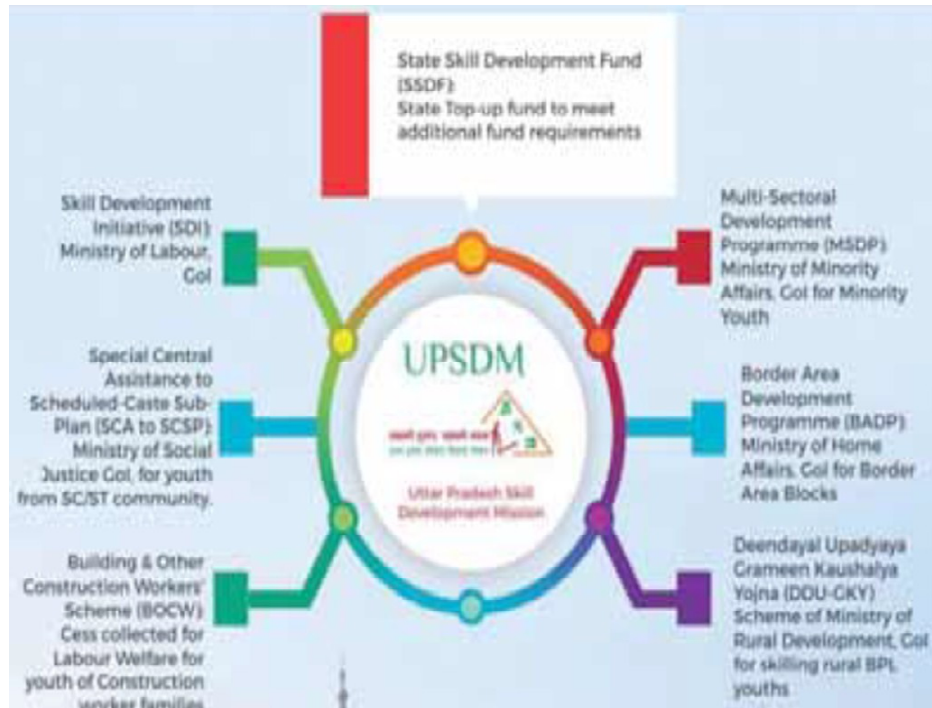 State Skill Development Fund
(SSDF)
State Top-up fund to meet
additional fund requirements
Skill Development
Initiative (SDI)
Ministry of Labour,
GoI
Special Central
Assistance to
Scheduled-Caste Sub-
Plan (SCA to SCSP)
Ministry of Social
Justice GoI, for youth
from SC/ST community.
Building & Other
Construction Workers'
Scheme (BOCW)
Cess collected for
Labour Welfare for
youth of Construction
worker families
UPSDM
Uttar Pradesh Skill
Development Mission
Multi-Sectoral
Development
Programme (MSDP)
Ministry of Minority
Affairs, GoI for Minority
Youth
Border Area
Development
Programme (BADP)
Ministry of Home
Affairs, GoI for Border
Area Blocks
Deendayal Upadyaya
Grameen Kaushalya
Yojna (DDU-GKY)
Scheme of Ministry of
Rural Development, GoI
for skilling rural BPL
youths